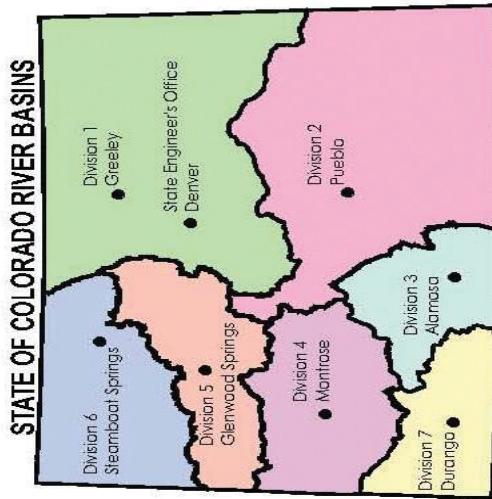 STATE OF COLORADO RIVER BASINS
Division 6
Steamboat Springs
Division 1
Greeley
State Engineer's Office
Denver
Division 5
Glenwood Springs
Division 4
Montrose
Division 2
Pueblo
Division 3
Alamosa
Division 7
Durango